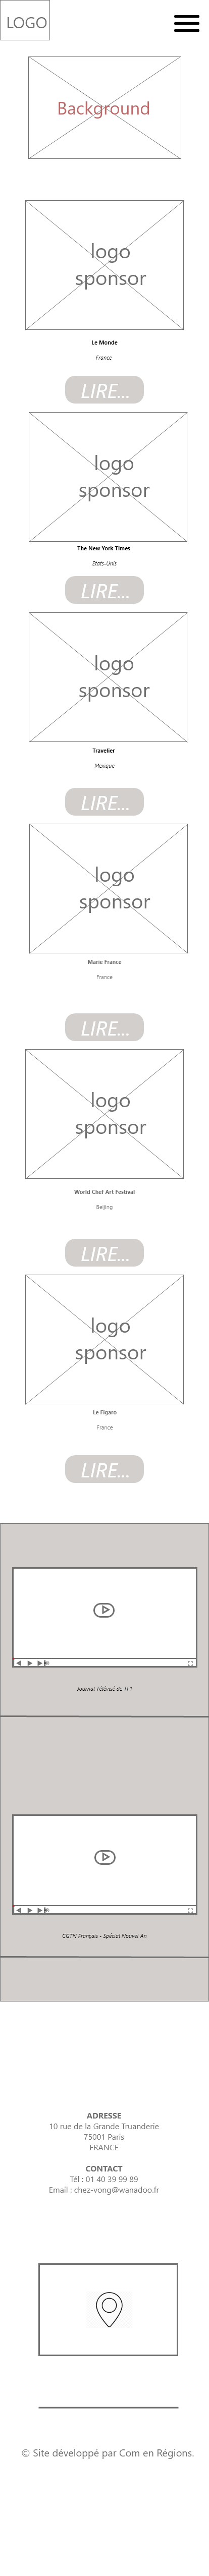 LOGO
Background
logo
sponsor
Le Monde
France
LIRE...
logo
sponsor
The New York Times
Etats-Unis
LIRE...
logo
sponsor
Travelier
Mexique
LIRE...
logo
sponsor
Marie France
France
LIRE...
logo
sponsor
World Chef Art Festival
Beijing
LIRE...
logo
sponsor
Le Figaro
France
LIRE...
Journal Télévisé de TF1
CGTN Français - Spécial Nouvel An
ADRESSE
10 rue de la Grande Truanderie
75001 Paris
FRANCE
CONTACT
Tél : 01 40 39 99 89
Email : chez-vong@wanadoo.fr
© Site développé par Com en Régions.